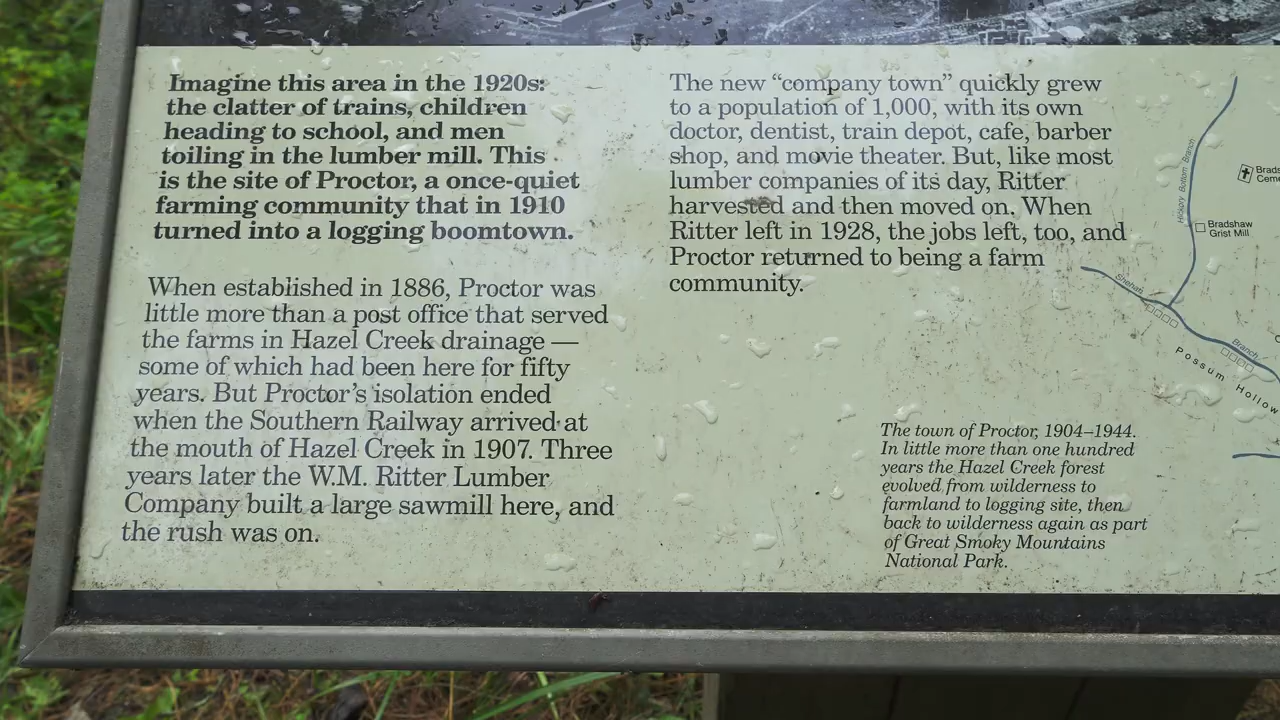 Imagine this area in the 1920s:
the clatter of trains, children
heading to school, and men
toiling in the lumber mill. This
is the site of Proctor, a once-quiet
farming community that in 1910
turned into a logging boomtown.
When established in 1886, Proctor was
little more than a post office that served
the farms in Hazel Creek drainage —
some of which had been here for fifty
years. But Proctor's isolation ended
when the Southern Railway arrived at
the mouth of Hazel Creek in 1907. Three
years later the W.M. Ritter Lumber
Company built a large sawmill here, and
the rush was on.
The new “company town” quickly grew
to a population of 1,000, with its own
doctor, dentist, train depot, cafe, barber
shop, and movie theater. But, like most
lumber companies of its day, Ritter
harvested and then moved on. When
Ritter left in 1928, the jobs left, too, and
Proctor returned to being a farm
community.
The town of Proctor, 1904–1944.
In little more than one hundred
years the Hazel Creek forest
evolved from wilderness to
farmland to logging site, then
back to wilderness again as part
of Great Smoky Mountains
National Park.
Hickory Bottom Branch
Bradshaw
Grist Mill
Branch
Possum Hollow